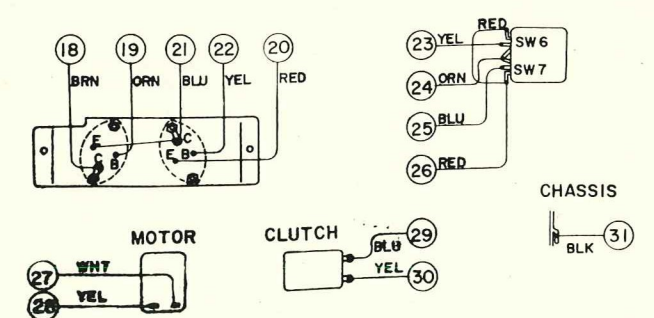 18 19 21 22 20
BRN ORN BLU YEL RED
E C B
C E B
RED
23 YEL SW6
24 ORN SW7
25 BLU
26 RED
CHASSIS
31 BLK
MOTOR
27 WHT
28 YEL
CLUTCH
29 BLU
30 YEL